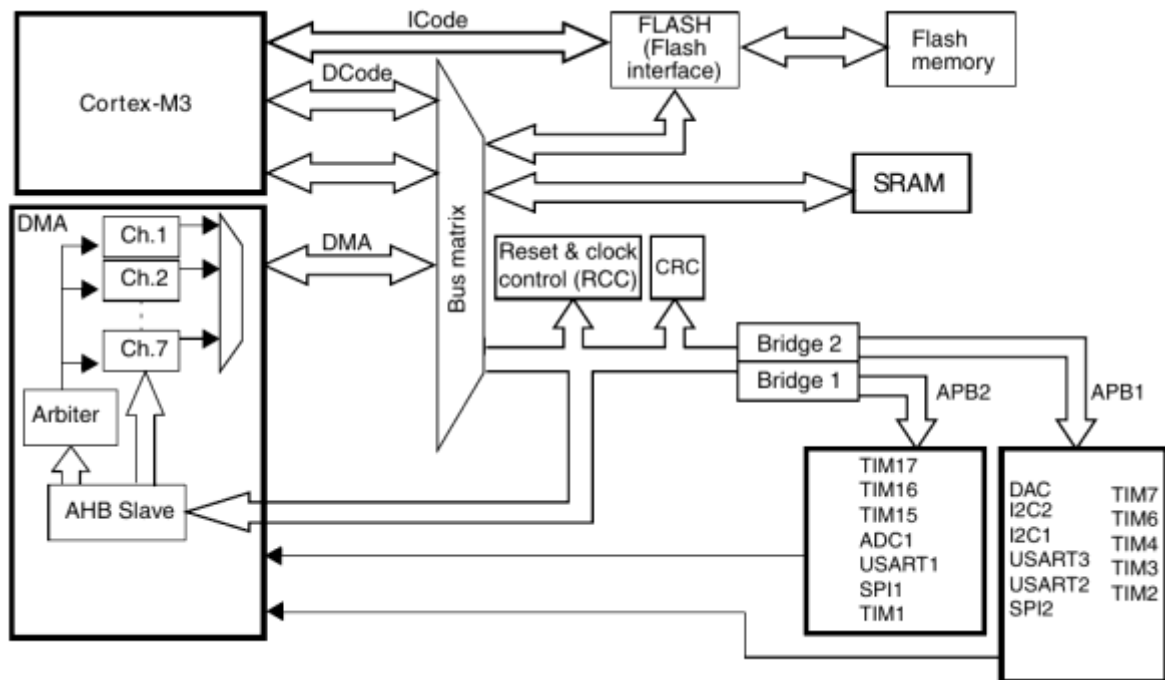 ICode
FLASH
(Flash
interface)
Flash
memory
Cortex-M3
DCode
Bus matrix
SRAM
DMA
Ch.1
Ch.2
Ch.7
DMA
Reset & clock
control (RCC)
CRC
Bridge 2
Bridge 1
APB2
APB1
Arbiter
AHB Slave
TIM17
TIM16
TIM15
ADC1
USART1
SPI1
TIM1
DAC
I2C2
I2C1
USART3
USART2
SPI2
TIM7
TIM6
TIM4
TIM3
TIM2